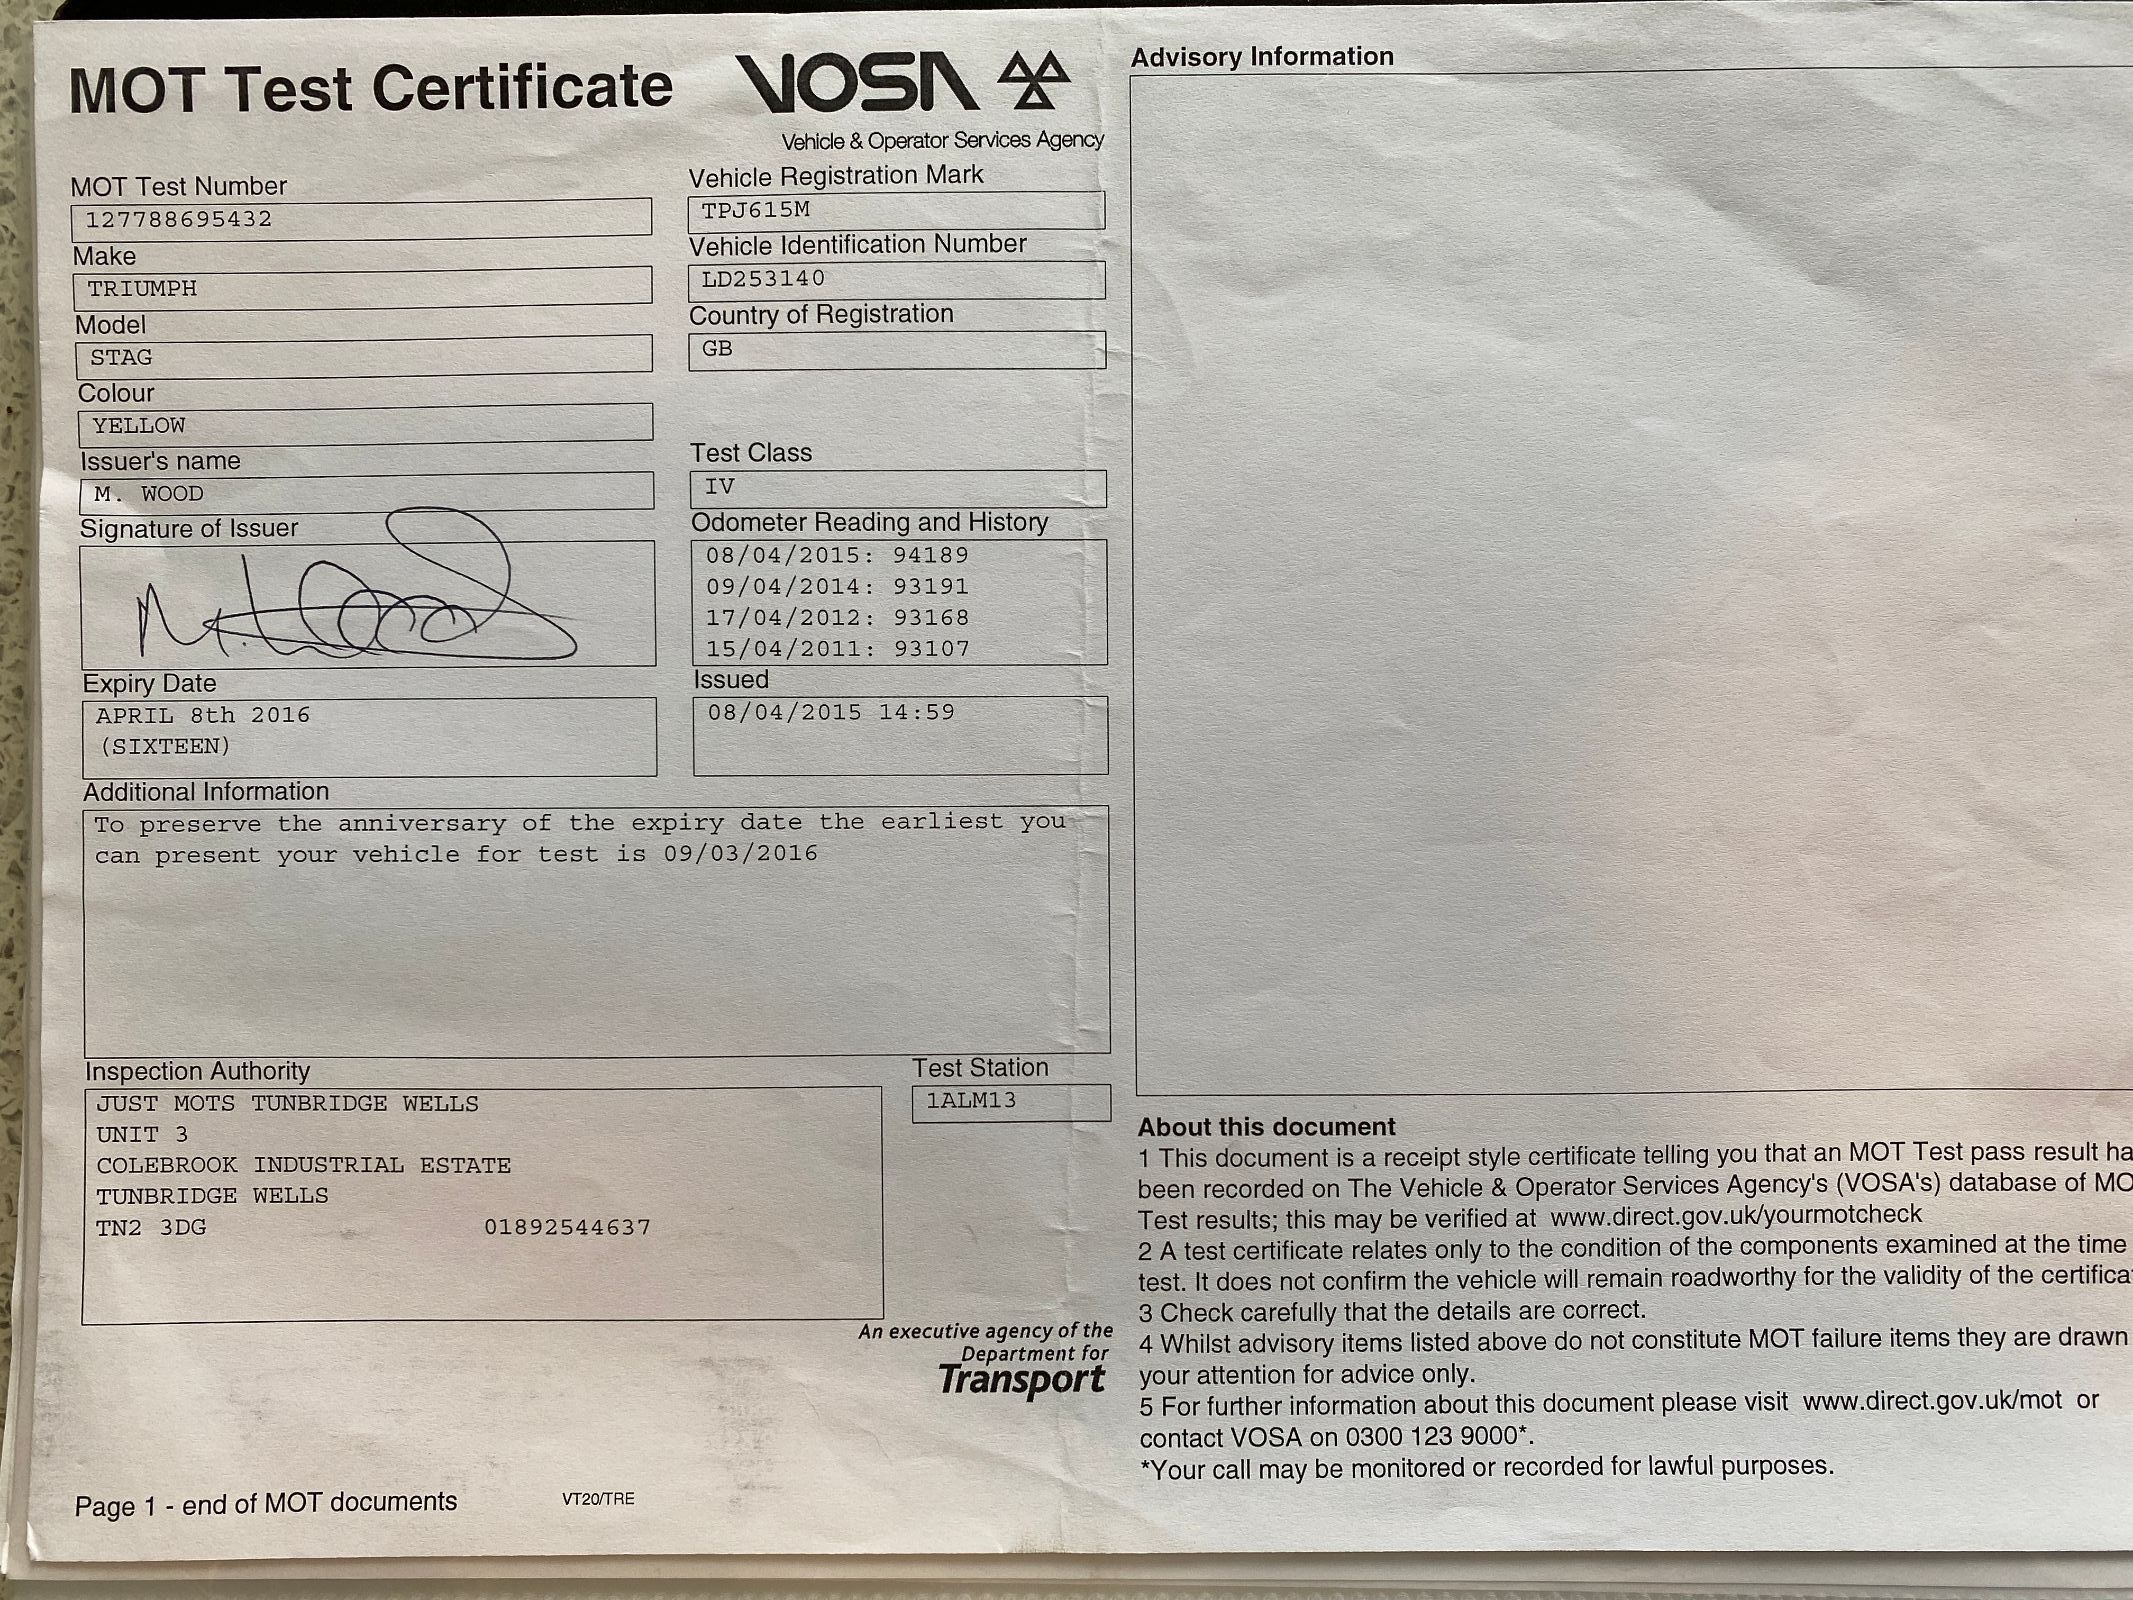 MOT Test Certificate
VOSA
Vehicle & Operator Services Agency
MOT Test Number
127788695432
Make
TRIUMPH
Model
STAG
Colour
YELLOW
Issuer's name
M. WOOD
Signature of Issuer
M. Wood
Expiry Date
APRIL 8th 2016
(SIXTEEN)
Vehicle Registration Mark
TPJ615M
Vehicle Identification Number
LD253140
Country of Registration
GB
Test Class
IV
Odometer Reading and History
08/04/2015: 94189
09/04/2014: 93191
17/04/2012: 93168
15/04/2011: 93107
Issued
08/04/2015 14:59
Additional Information
To preserve the anniversary of the expiry date the earliest you
can present your vehicle for test is 09/03/2016
Inspection Authority
JUST MOTS TUNBRIDGE WELLS
UNIT 3
COLEBROOK INDUSTRIAL ESTATE
TUNBRIDGE WELLS
TN2 3DG 01892544637
Test Station
1ALM13
An executive agency of the
Department for
Transport
Page 1 - end of MOT documents VT20/TRE
Advisory Information
About this document
1 This document is a receipt style certificate telling you that an MOT Test pass result ha
been recorded on The Vehicle & Operator Services Agency's (VOSA's) database of MO
Test results; this may be verified at www.direct.gov.uk/yourmotcheck
2 A test certificate relates only to the condition of the components examined at the time
test. It does not confirm the vehicle will remain roadworthy for the validity of the certifica
3 Check carefully that the details are correct.
4 Whilst advisory items listed above do not constitute MOT failure items they are drawn
your attention for advice only.
5 For further information about this document please visit www.direct.gov.uk/mot or
contact VOSA on 0300 123 9000*.
*Your call may be monitored or recorded for lawful purposes.